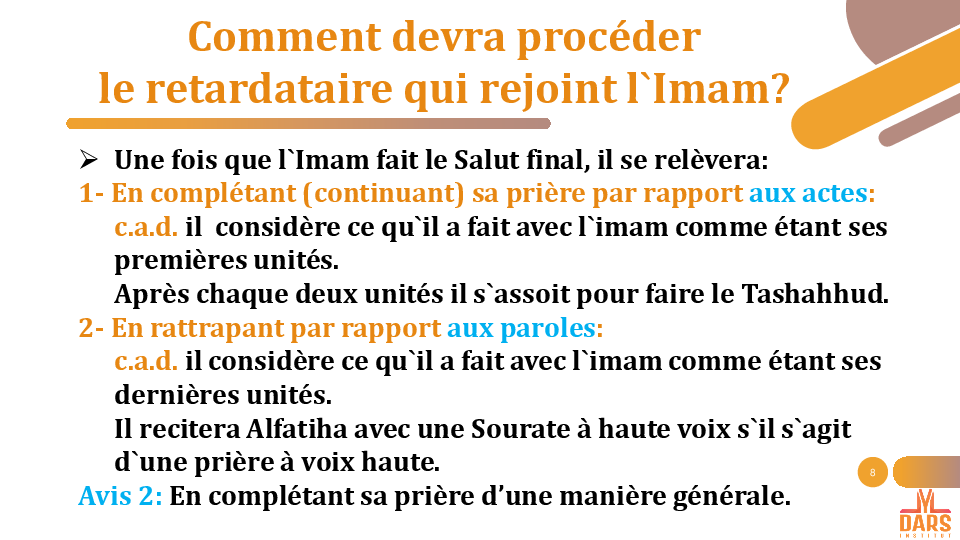 Comment devra procéder
le retardataire qui rejoint l`Imam?
➢ Une fois que l`Imam fait le Salut final, il se relèvera:
1- En complétant (continuant) sa prière par rapport aux actes:
c.a.d. il  considère ce qu`il a fait avec l`imam comme étant ses
premières unités.
Après chaque deux unités il s`assoit pour faire le Tashahhud.
2- En rattrapant par rapport aux paroles:
c.a.d. il considère ce qu`il a fait avec l`imam comme étant ses
dernières unités.
Il recitera Alfatiha avec une Sourate à haute voix s`il s`agit
d`une prière à voix haute.
8
Avis 2: En complétant sa prière d’une manière générale.
DARS
INSTITUT